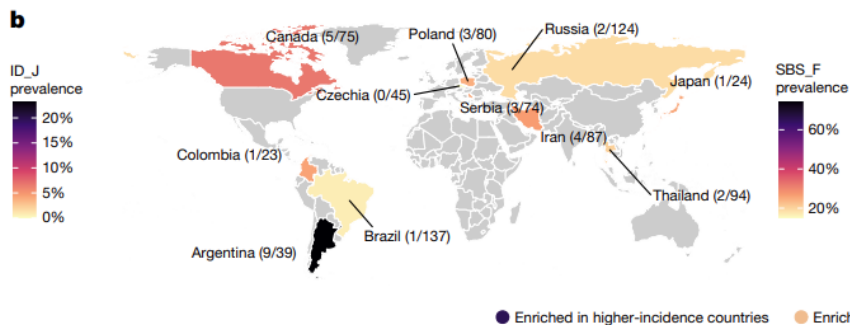 b
Canada (5/75)
Poland (3/80)
Russia (2/124)
ID_J
prevalence
20%
15%
10%
5%
0%
Czechia (0/45)
Serbia (3/74)
Japan (1/24)
SBS_F
prevalence
60%
40%
20%
Iran (4/87)
Colombia (1/23)
Thailand (2/94)
Brazil (1/137)
Argentina (9/39)
Enriched in higher-incidence countries
Enric